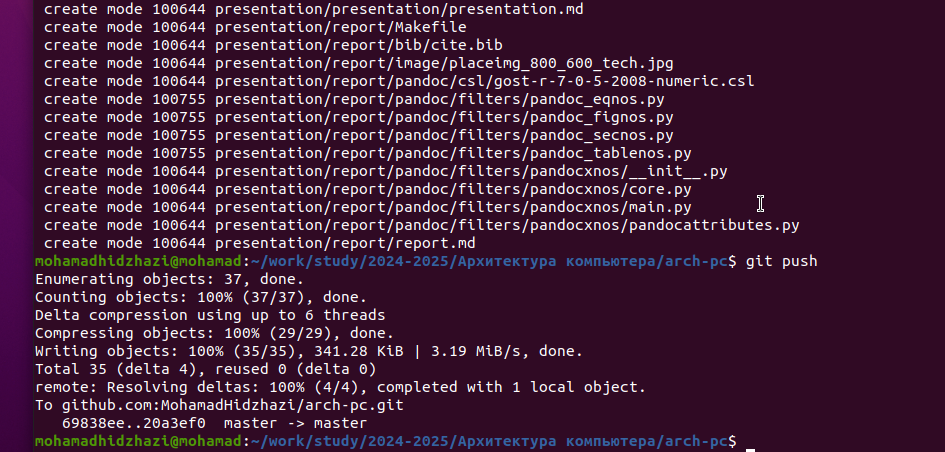 create mode 100644 presentation/presentation/presentation.md
create mode 100644 presentation/report/Makefile
create mode 100644 presentation/report/bib/cite.bib
create mode 100644 presentation/report/image/placeimg_800_600_tech.jpg
create mode 100644 presentation/report/pandoc/csl/gost-r-7-0-5-2008-numeric.csl
create mode 100755 presentation/report/pandoc/filters/pandoc_eqnos.py
create mode 100755 presentation/report/pandoc/filters/pandoc_fignos.py
create mode 100755 presentation/report/pandoc/filters/pandoc_secnos.py
create mode 100755 presentation/report/pandoc/filters/pandoc_tablenos.py
create mode 100644 presentation/report/pandoc/filters/pandocxnos/__init__.py
create mode 100644 presentation/report/pandoc/filters/pandocxnos/core.py
create mode 100644 presentation/report/pandoc/filters/pandocxnos/main.py
create mode 100644 presentation/report/pandoc/filters/pandocxnos/pandocattributes.py
create mode 100644 presentation/report/report.md
mohamadhidzhazi@mohamad:~/work/study/2024-2025/Архитектура компьютера/arch-pc$ git push
Enumerating objects: 37, done.
Counting objects: 100% (37/37), done.
Delta compression using up to 6 threads
Compressing objects: 100% (29/29), done.
Writing objects: 100% (35/35), 341.28 KiB | 3.19 MiB/s, done.
Total 35 (delta 4), reused 0 (delta 0)
remote: Resolving deltas: 100% (4/4), completed with 1 local object.
To github.com:MohamadHidzhazi/arch-pc.git
69838ee..20a3ef0  master -> master
mohamadhidzhazi@mohamad:~/work/study/2024-2025/Архитектура компьютера/arch-pc$